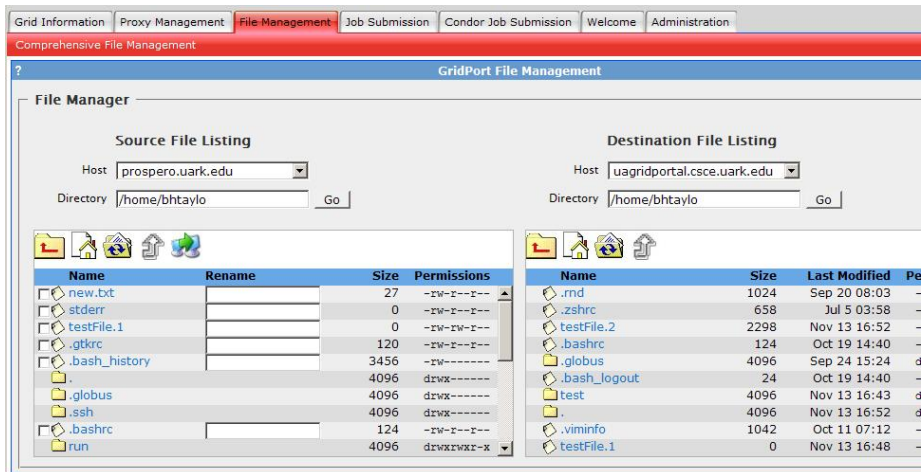 Grid Information Proxy Management File Management Job Submission Condor Job Submission Welcome Administration
Comprehensive File Management
? GridPort File Management
File Manager
Source File Listing
Host prospero.uark.edu
Directory /home/bhtaylo Go
Name Rename Size Permissions
new.txt 27 -rw-r--r--
stderr 0 -rw-r--r--
testFile.1 0 -rw-r--r--
.gtkrc 120 -rw-r--r--
.bash_history 3456 -rw-------
. 4096 drwx------
.globus 4096 drwx------
.ssh 4096 drwx------
.bashrc 124 -rw-r--r--
run 4096 drwxrwxr-x
Destination File Listing
Host uagridportal.csce.uark.edu
Directory /home/bhtaylo Go
Name Size Last Modified Pe
.rnd 1024 Sep 20 08:03 -
.zshrc 658 Jul 5 03:58 -
testFile.2 2298 Nov 13 16:52 -
.bashrc 124 Oct 19 14:40 -
.globus 4096 Sep 24 15:24 d
.bash_logout 24 Oct 19 14:40 -
test 4096 Nov 13 16:43 d
. 4096 Nov 13 16:52 d
.viminfo 1042 Oct 11 07:12 -
testFile.1 0 Nov 13 16:48 -